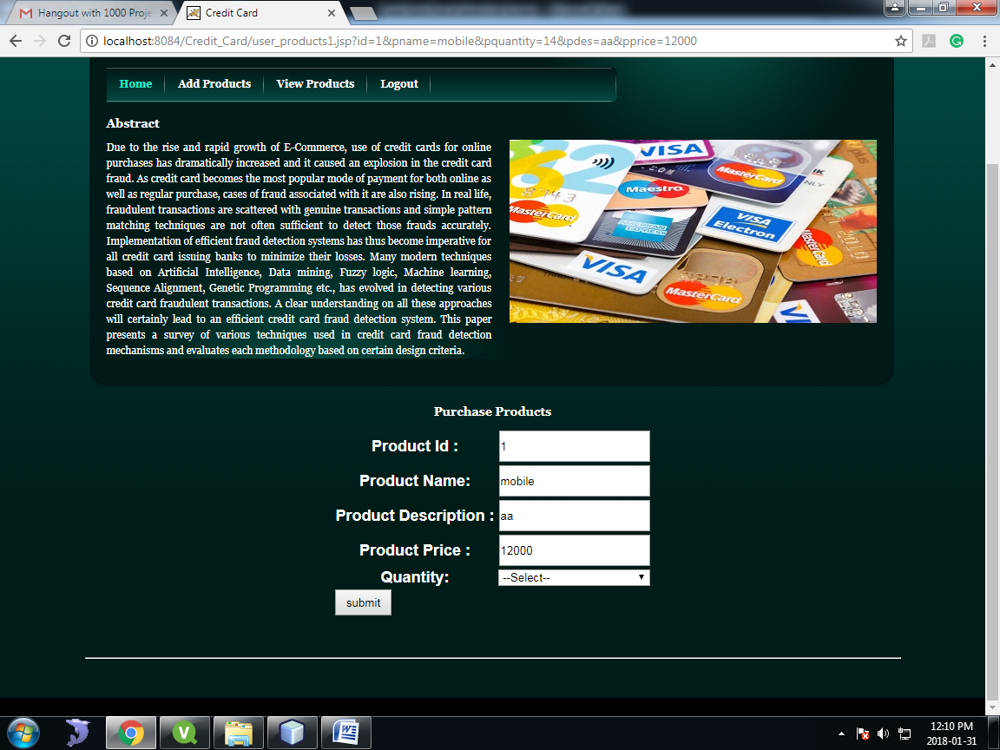 Hangout with 1000 Proje
Credit Card
localhost:8084/Credit_Card/user_products1.jsp?id=1&pname=mobile&pquantity=14&pdes=aa&pprice=12000
Home Add Products View Products Logout
Abstract
Due to the rise and rapid growth of E-Commerce, use of credit cards for online
purchases has dramatically increased and it caused an explosion in the credit card
fraud. As credit card becomes the most popular mode of payment for both online as
well as regular purchase, cases of fraud associated with it are also rising. In real life,
fraudulent transactions are scattered with genuine transactions and simple pattern
matching techniques are not often sufficient to detect those frauds accurately.
Implementation of efficient fraud detection systems has thus become imperative for
all credit card issuing banks to minimize their losses. Many modern techniques
based on Artificial Intelligence, Data mining, Fuzzy logic, Machine learning,
Sequence Alignment, Genetic Programming etc., has evolved in detecting various
credit card fraudulent transactions. A clear understanding on all these approaches
will certainly lead to an efficient credit card fraud detection system. This paper
presents a survey of various techniques used in credit card fraud detection
mechanisms and evaluates each methodology based on certain design criteria.
VISA
MasterCard
Maestro
8743
MasterCard
NLY
AMERICAN
EXPRESS
VISA
Electron
MasterCard
VISA
MasterCard
VISA
Purchase Products
Product Id : 1
Product Name: mobile
Product Description : aa
Product Price : 12000
Quantity: --Select--
submit
12:10 PM
2018-01-31